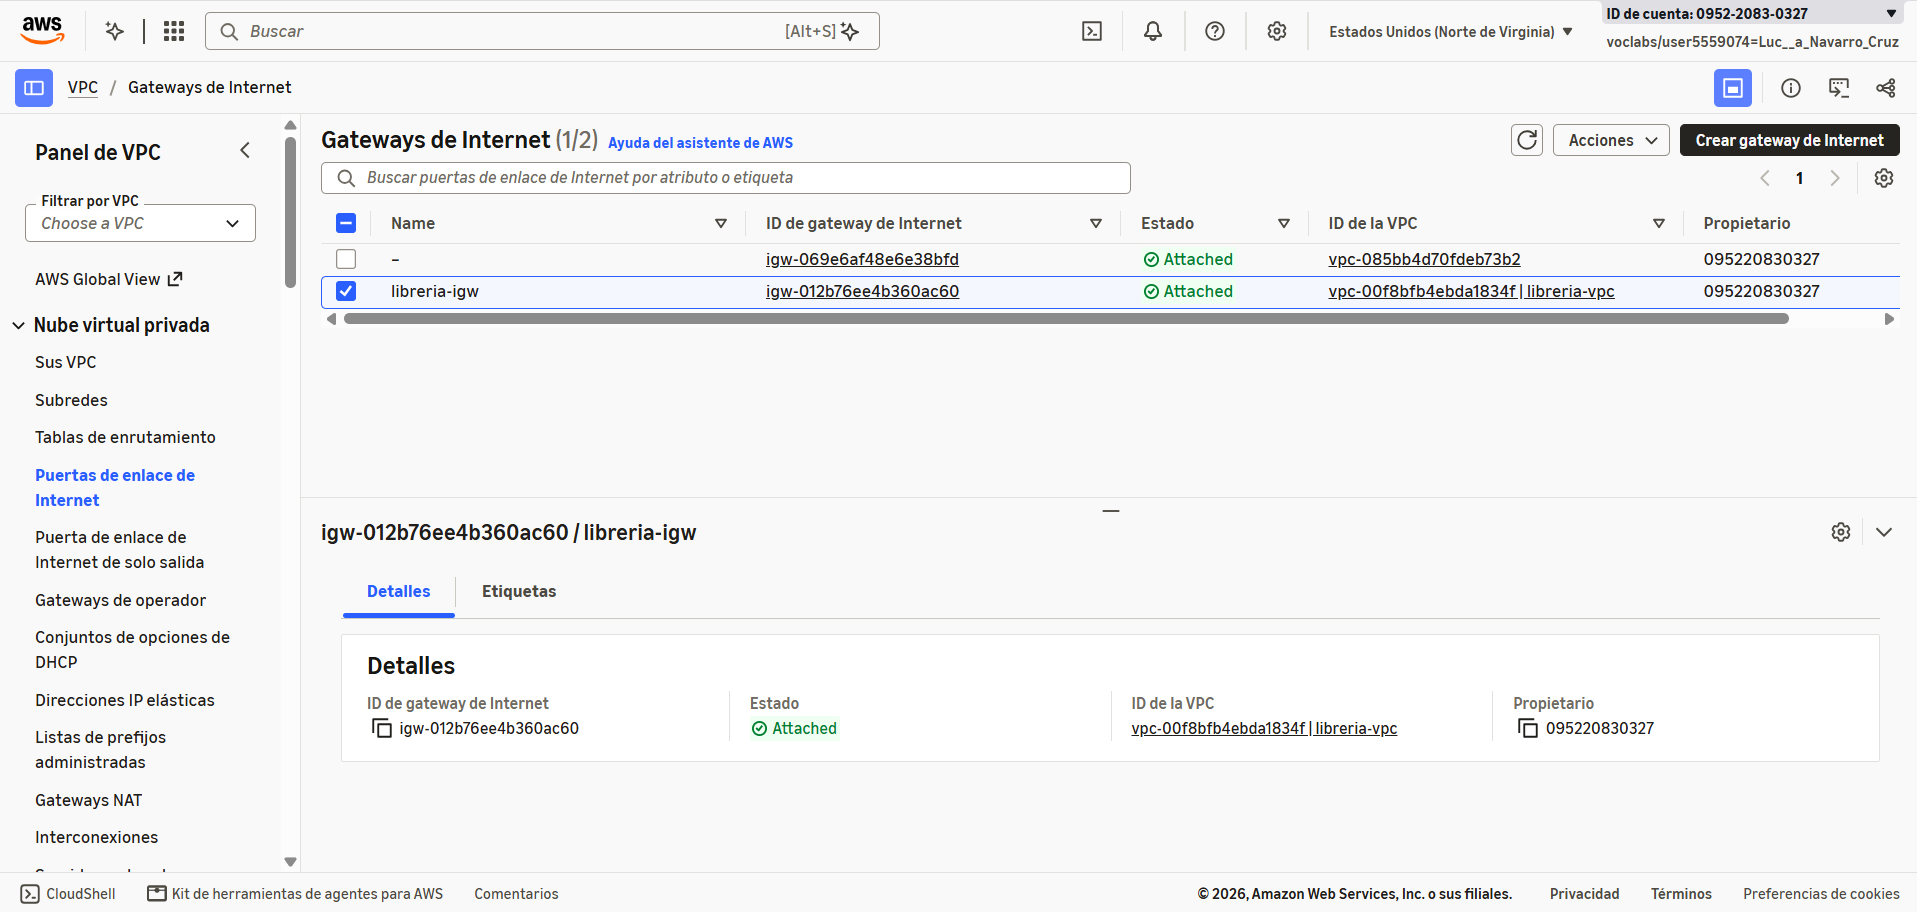 aws
Buscar
[Alt+S]
Estados Unidos (Norte de Virginia)
ID de cuenta: 0952-2083-0327
voclabs/user5559074=Luc__a_Navarro_Cruz
VPC / Gateways de Internet
Panel de VPC
Filtrar por VPC
Choose a VPC
AWS Global View
Nube virtual privada
Sus VPC
Subredes
Tablas de enrutamiento
Puertas de enlace de
Internet
Puerta de enlace de
Internet de solo salida
Gateways de operador
Conjuntos de opciones de
DHCP
Direcciones IP elásticas
Listas de prefijos
administradas
Gateways NAT
Interconexiones
Gateways de Internet (1/2) Ayuda del asistente de AWS
Acciones
Crear gateway de Internet
Buscar puertas de enlace de Internet por atributo o etiqueta
1
Name ID de gateway de Internet Estado ID de la VPC Propietario
– igw-069e6af48e6e38bfd Attached vpc-085bb4d70fdeb73b2 095220830327
libreria-igw igw-012b76ee4b360ac60 Attached vpc-00f8bfb4ebda1834f | libreria-vpc 095220830327
igw-012b76ee4b360ac60 / libreria-igw
Detalles Etiquetas
Detalles
ID de gateway de Internet Estado ID de la VPC Propietario
igw-012b76ee4b360ac60 Attached vpc-00f8bfb4ebda1834f | libreria-vpc 095220830327
CloudShell Kit de herramientas de agentes para AWS Comentarios © 2026, Amazon Web Services, Inc. o sus filiales. Privacidad Términos Preferencias de cookies